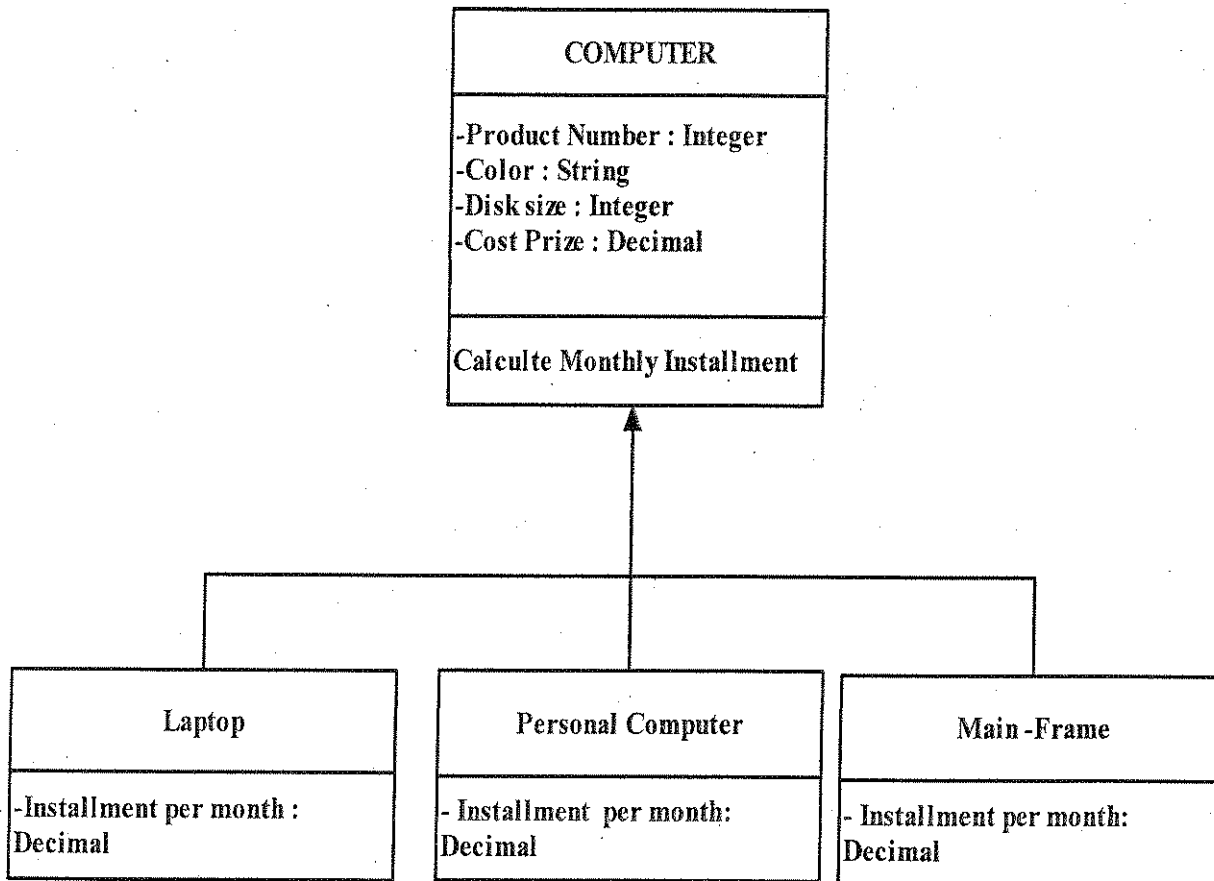 COMPUTER
-Product Number : Integer
-Color : String
-Disk size : Integer
-Cost Prize : Decimal
Calculte Monthly Installment
Laptop
-Installment per month :
Decimal
Personal Computer
- Installment per month:
Decimal
Main -Frame
- Installment per month:
Decimal